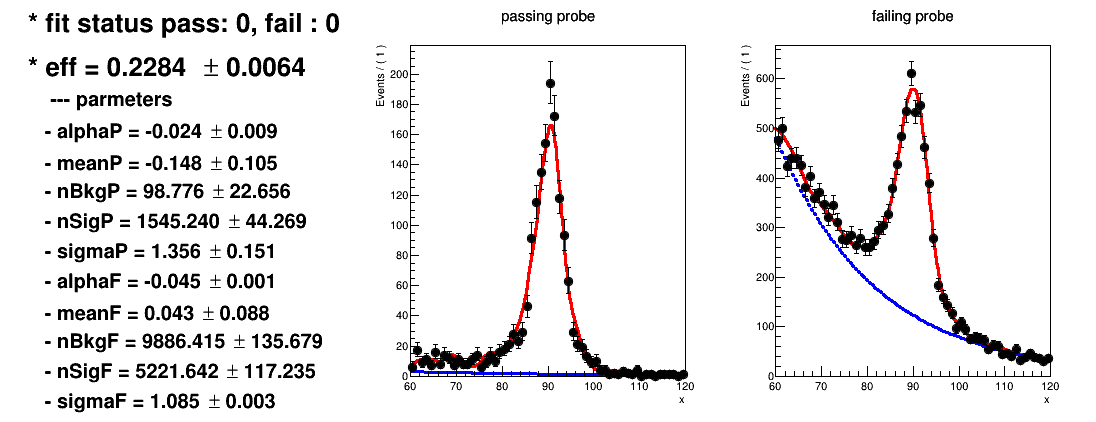 * fit status pass: 0, fail : 0
* eff = 0.2284 ± 0.0064
--- parmeters
- alphaP = -0.024 ± 0.009
- meanP = -0.148 ± 0.105
- nBkgP = 98.776 ± 22.656
- nSigP = 1545.240 ± 44.269
- sigmaP = 1.356 ± 0.151
- alphaF = -0.045 ± 0.001
- meanF = 0.043 ± 0.088
- nBkgF = 9886.415 ± 135.679
- nSigF = 5221.642 ± 117.235
- sigmaF = 1.085 ± 0.003
passing probe
Events / ( 1 )
200
180
160
140
120
100
80
60
40
20
0
60 70 80 90 100 110 120
x
failing probe
Events / ( 1 )
600
500
400
300
200
100
0
60 70 80 90 100 110 120
x